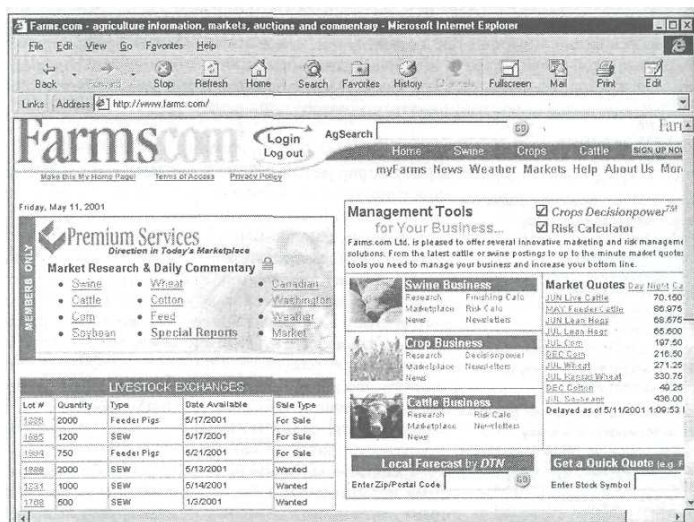 Farms.com - agriculture information, markets, auctions and commentary - Microsoft Internet Explorer
File Edit View Go Favorites Help
Back Stop Refresh Home Search Favorites History Fullscreen Mail Print Edit
Links Address http://www.farms.com/
Farms.com
Login
Log out
AgSearch GO
Home Swine Crops Cattle SIGN UP NOW
myFarms News Weather Markets Help About Us More
Make this My Home Page! Terms of Access Privacy Policy
Friday, May 11, 2001
MEMBERS ONLY
Premium Services
Direction in Today's Marketplace
Market Research & Daily Commentary
Swine Wheat Canadian
Cattle Cotton Washington
Corn Feed Weather
Soybean Special Reports Market
LIVESTOCK EXCHANGES
Lot # Quantity Type Date Available Sale Type
2000 Feeder Pigs 5/17/2001 For Sale
1200 SEW 5/17/2001 For Sale
750 Feeder Pigs 5/21/2001 For Sale
2000 SEW 5/13/2001 Wanted
1000 SEW 5/14/2001 Wanted
500 SEW 1/3/2001 Wanted
Management Tools
for Your Business...
Crops Decisionpower TM
Risk Calculator
Farms.com Ltd. is pleased to offer several innovative marketing and risk manageme
solutions. From the latest cattle or swine postings to up to the minute market quotes
tools you need to manage your business and increase your bottom line.
Swine Business
Research Finishing Calc
Marketplace Risk Calc
News Newsletters
Crop Business
Research Decisionpower
Marketplace Newsletters
News
Cattle Business
Research Risk Calc
Marketplace Newsletters
News
Market Quotes Day Night Ca
JUN Live Cattle 70.150
MAY Feeder Cattle 86.975
JUN Lean Hogs 68.675
JUL Lean Hogs 65.600
JUL Corn 197.50
DEC Corn 216.50
JUL Wheat 271.25
JUL Kansas Wheat 330.75
DEC Cotton 49.25
JUL Soybeans 436.00
Delayed as of 5/11/2001 1:09:53
Local Forecast by DTN
Enter Zip/Postal Code GO
Get a Quick Quote (e.g. F
Enter Stock Symbol